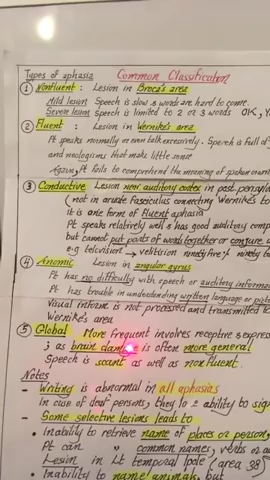 Types of aphasia Common Classification
① Nonfluent : Lesion in Broca's area
Mild lesion Speech is slow & words are hard to come
Severe lesion Speech is limited to 2 or 3 words OK,
② Fluent : Lesion in Wernike's area
Pt speaks normally or even talk excessively. Speech is full of
and neologisms that make little sense
Again, Pt fails to comprehend the meaning of spoken
③ Conductive Lesion near auditory cortex in post.
(not in arcuate fasciculus connecting Wernike's to
it is one form of fluent aphasia
Pt speaks relatively well & has good auditory
but cannot put parts of words together or
e.g. television →
④ Anomic Lesion in angular gyrus
Pt has no difficulty with speech or auditory
Pt has trouble in understanding written language or
Visual inform is not processed and transmitted
Wernike's area
⑤ Global More frequent involves receptive &
; as brain is often more general
Speech is scant as well as nonfluent.
Notes
- Writing is abnormal in all aphasias
In case of deaf persons, they lo ability to
- Some selective lesions leads to
• Inability to retrieve name of places or person,
Pt can " common names, verbs or
Lesion in Lt temporal pole (area 38)
• Inability to name animals, but